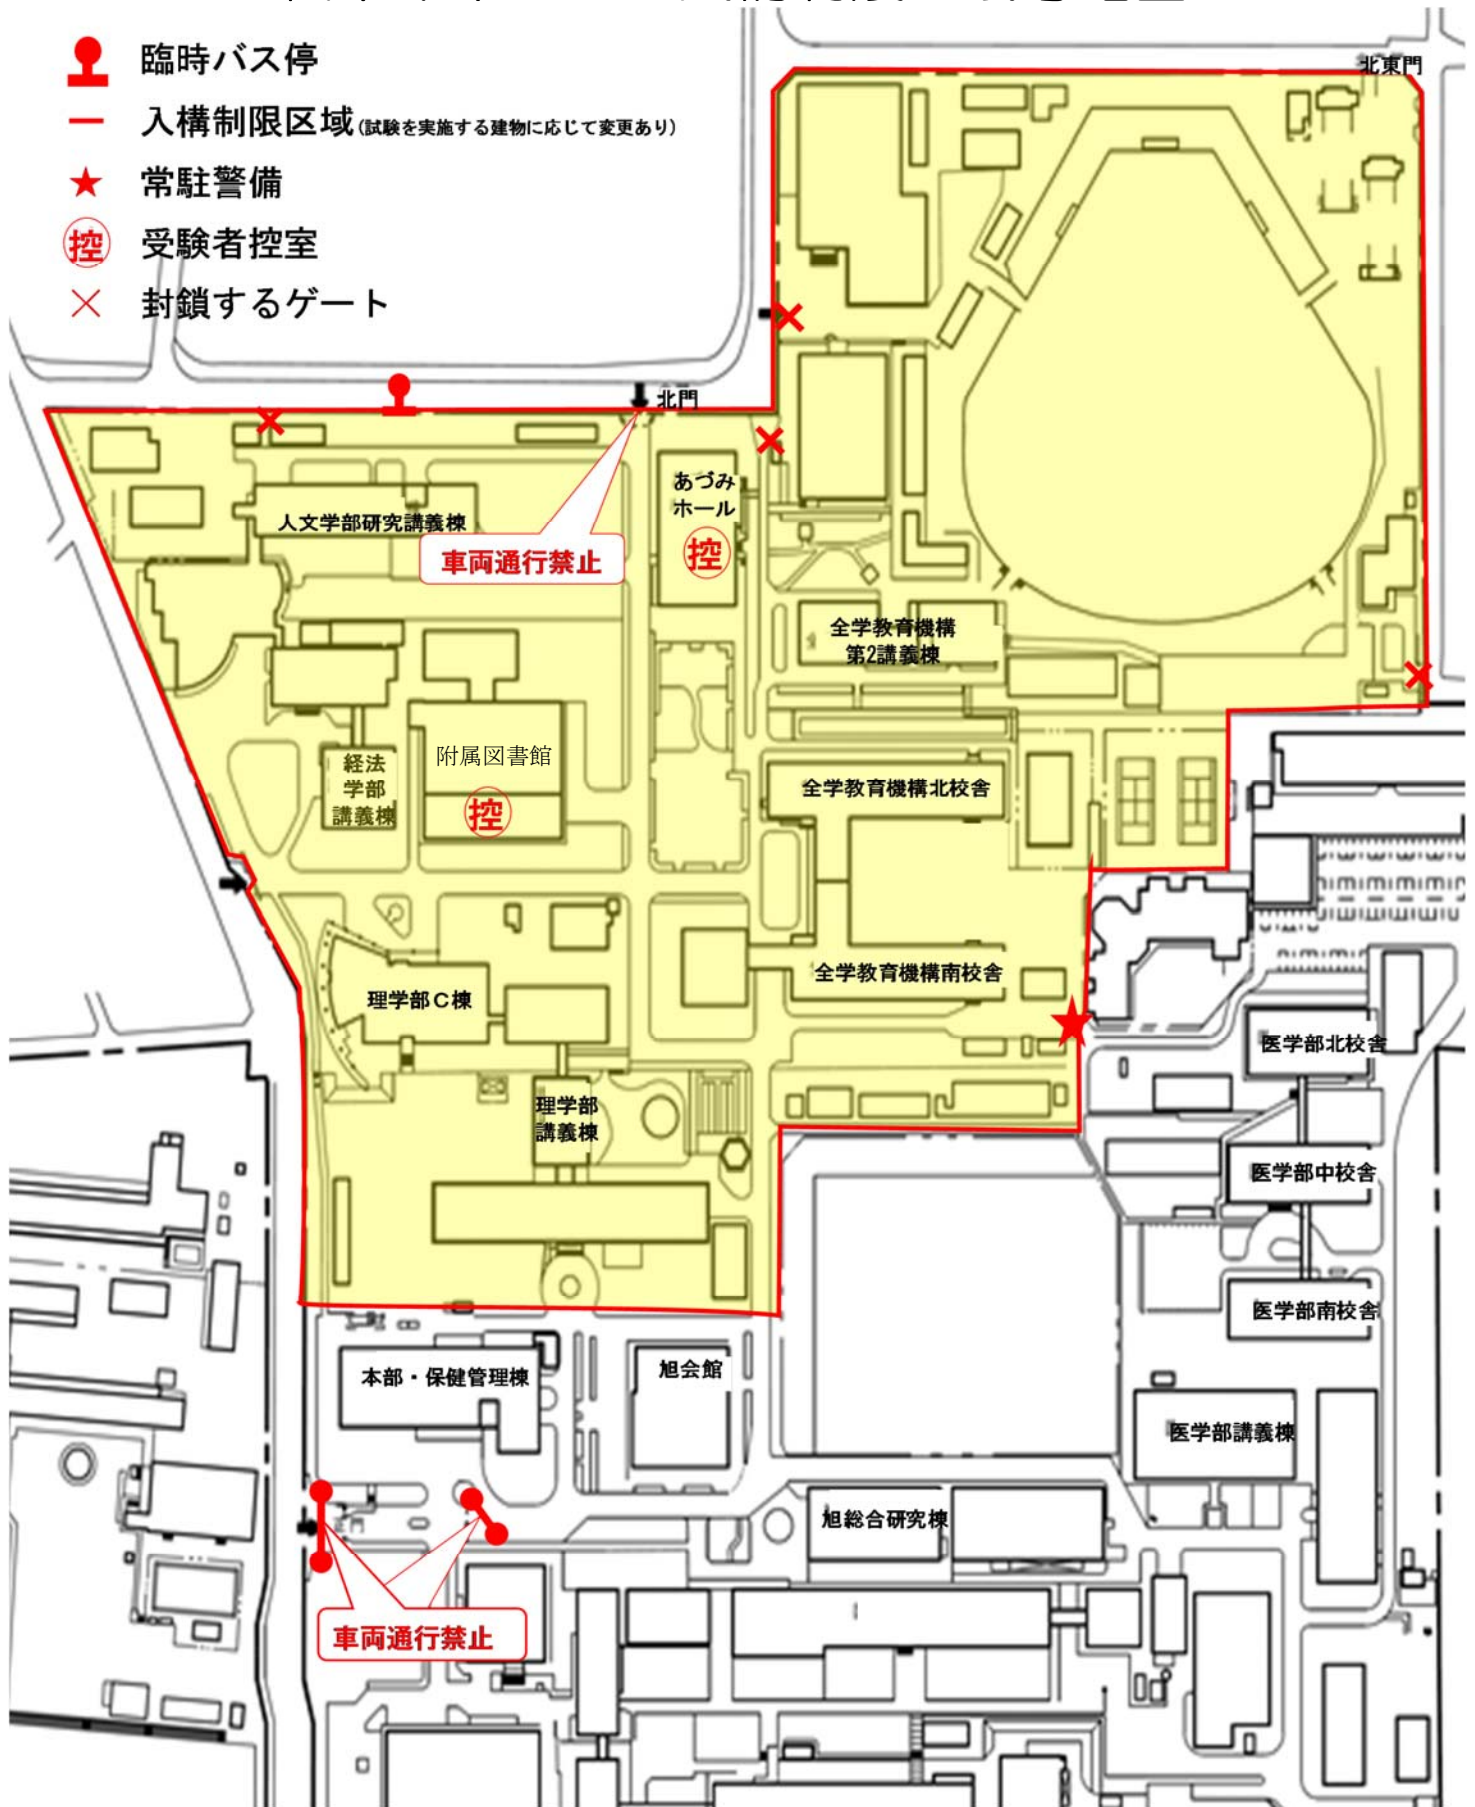 臨時バス停
入構制限区域(試験を実施する建物に応じて変更あり)
常駐警備
控 受験者控室
封鎖するゲート
北東門
北門
あづみ
ホール
控
人文学部研究講義棟
車両通行禁止
全学教育機構
第2講義棟
附属図書館
控
経法
学部
講義棟
全学教育機構北校舎
理学部C棟
全学教育機構南校舎
医学部北校舎
理学部
講義棟
医学部中校舎
医学部南校舎
本部・保健管理棟
旭会館
医学部講義棟
旭総合研究棟
車両通行禁止